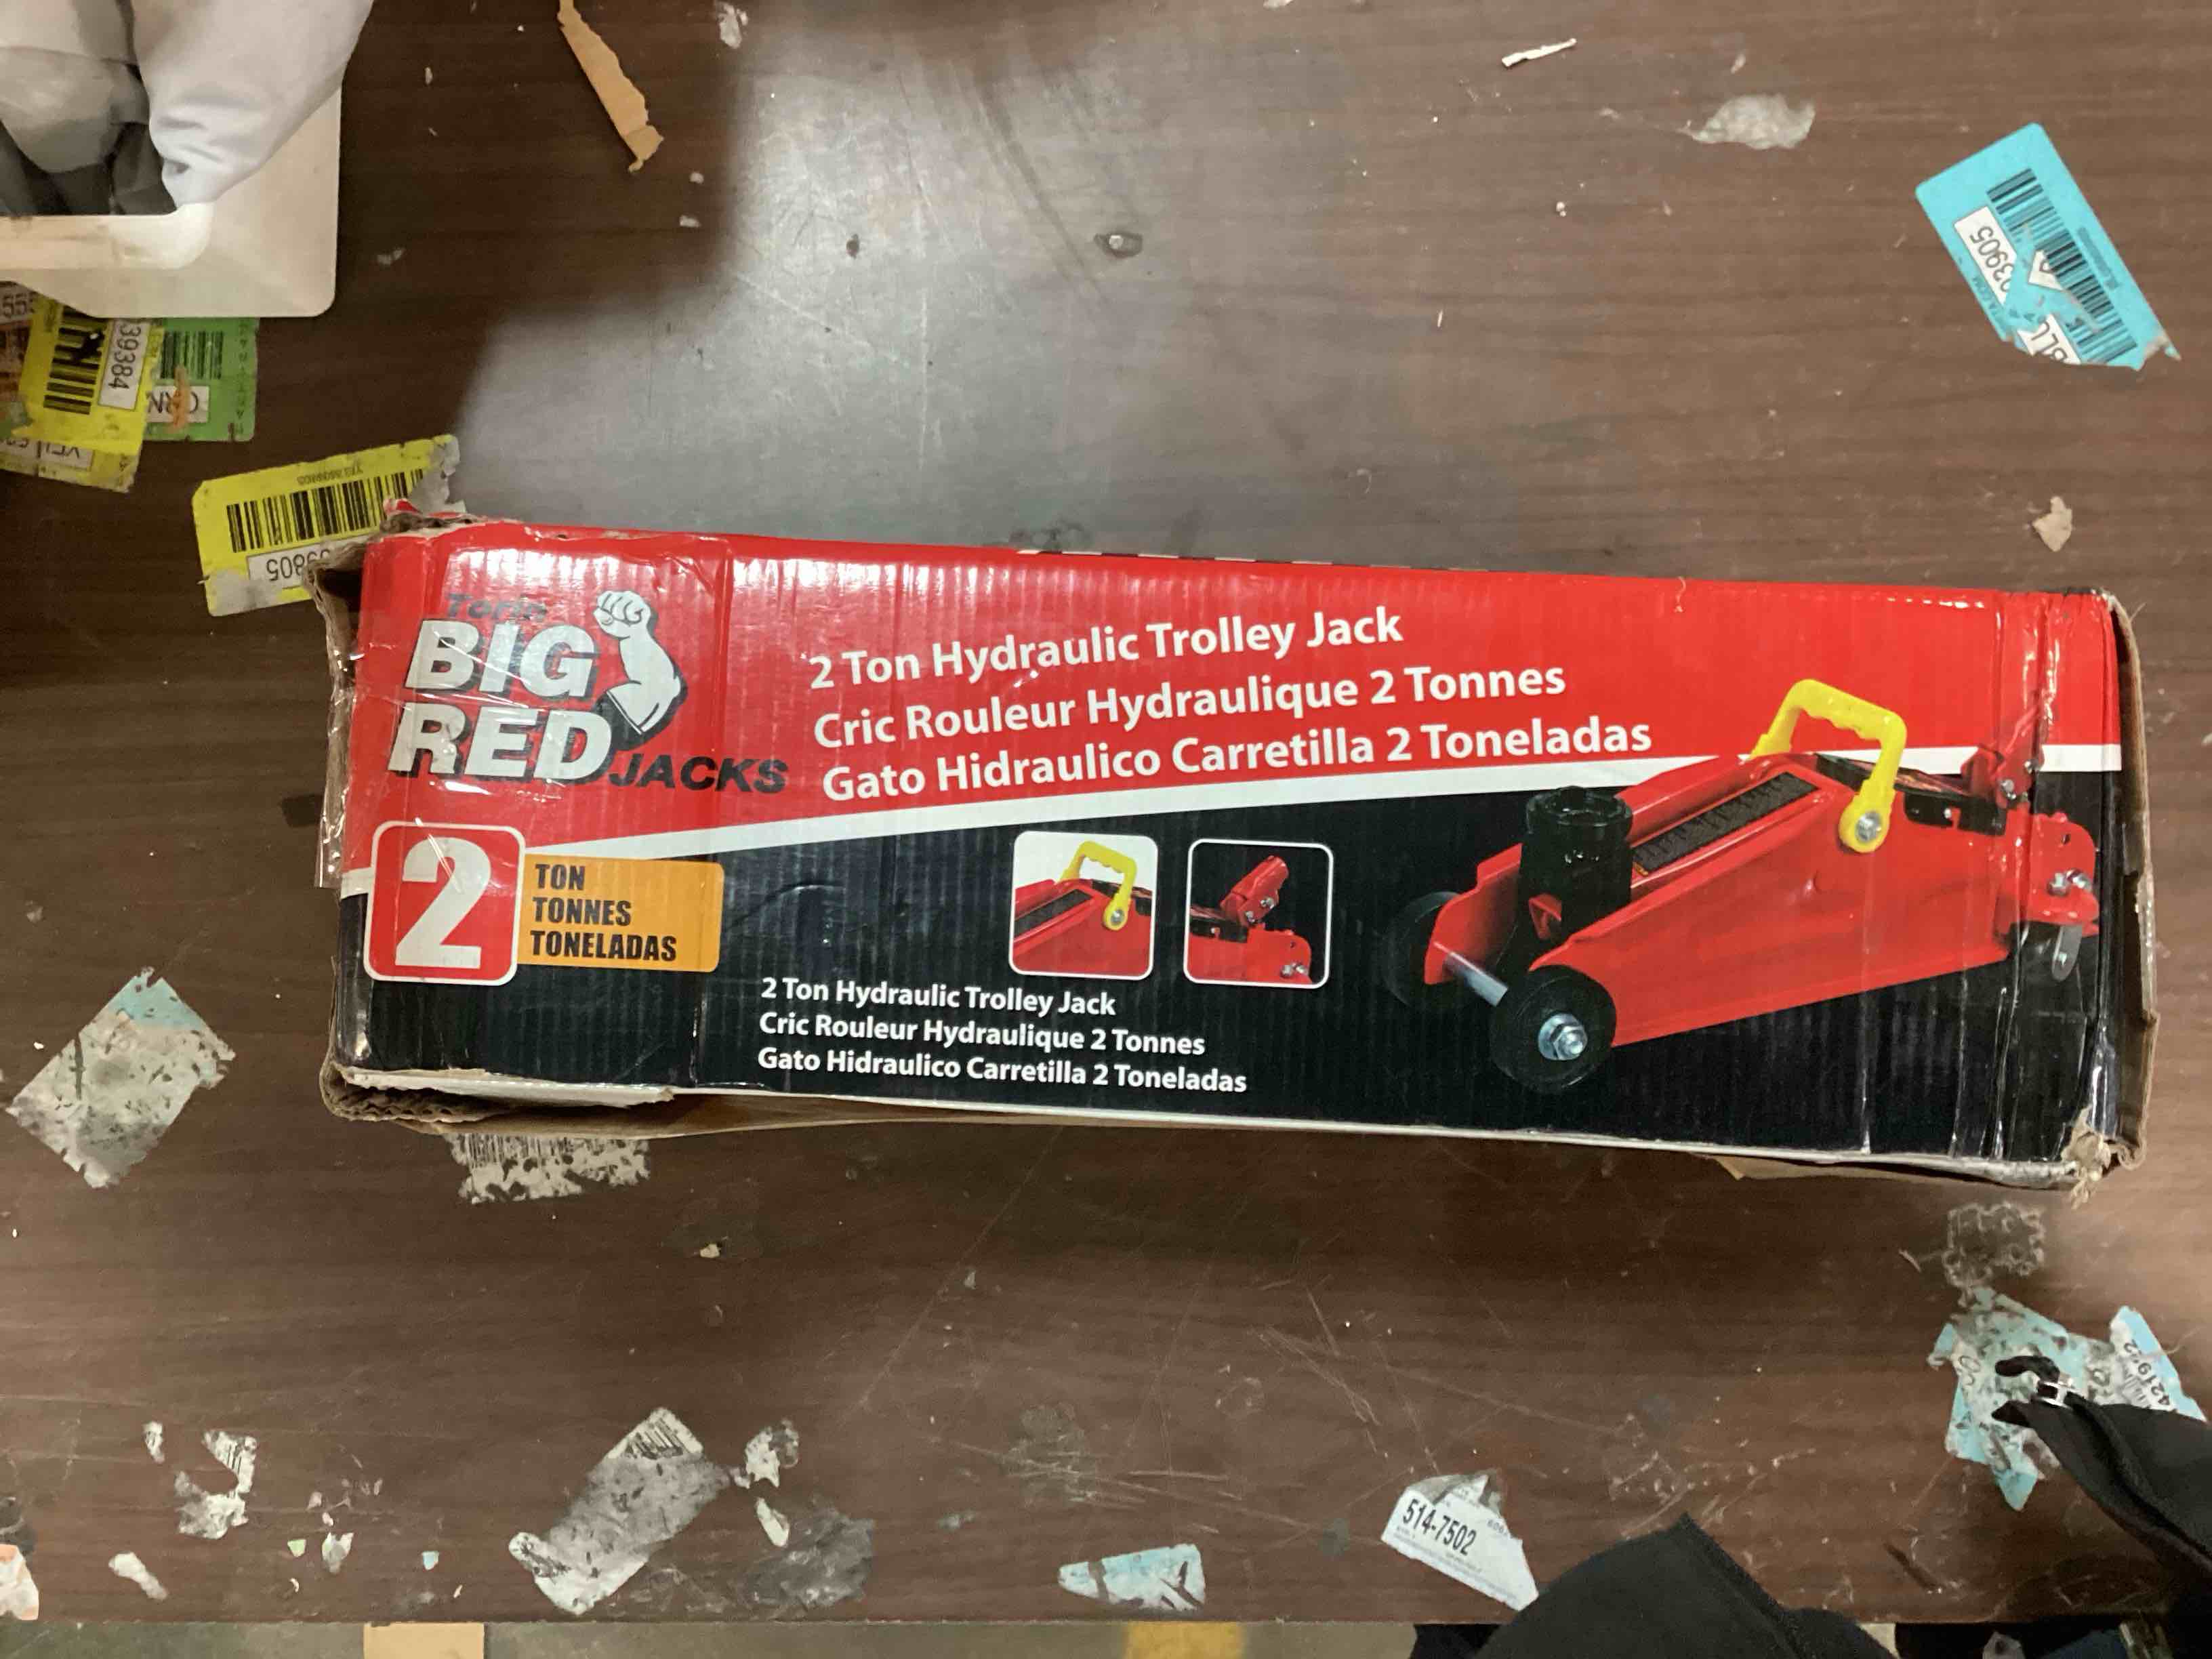 Torin
BIG
RED
JACKS
2 Ton Hydraulic Trolley Jack
Cric Rouleur Hydraulique 2 Tonnes
Gato Hidraulico Carretilla 2 Toneladas
2
TON
TONNES
TONELADAS
2 Ton Hydraulic Trolley Jack
Cric Rouleur Hydraulique 2 Tonnes
Gato Hidraulico Carretilla 2 Toneladas
39384
514-7502